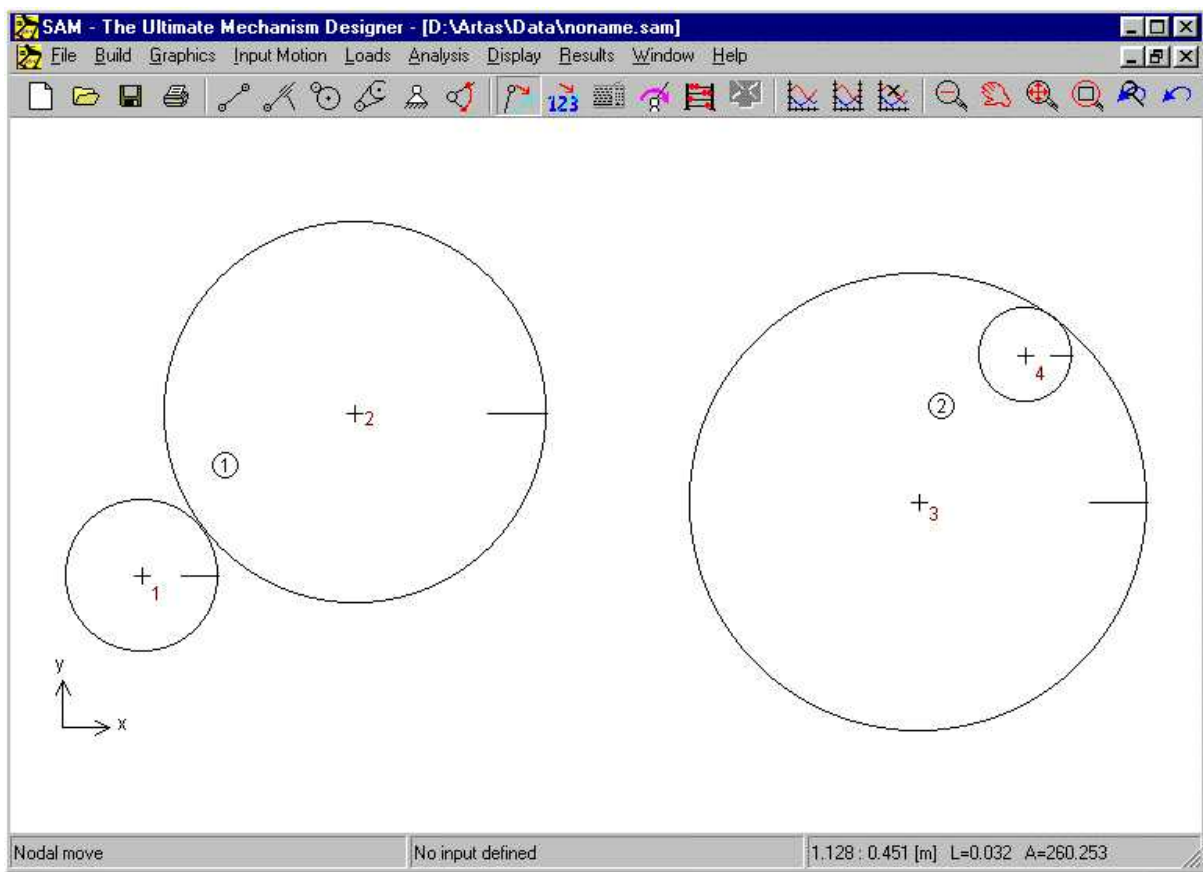 SAM - The Ultimate Mechanism Designer - [D:\Artas\Data\noname.sam]
File Build Graphics Input Motion Loads Analysis Display Results Window Help
123
2
1
1
4
2
3
y
x
Nodal move No input defined 1.128 : 0.451 [m] L=0.032 A=260.253